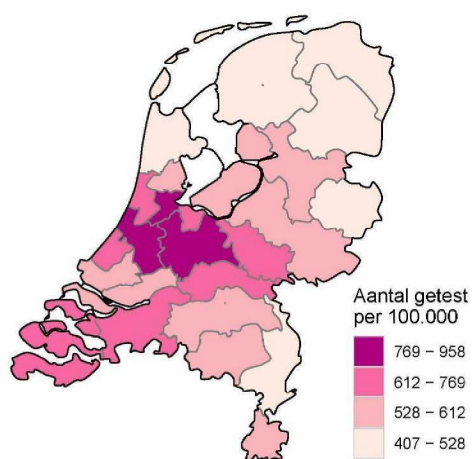 Aantal getest
per 100.000
769 – 958
612 – 769
528 – 612
407 – 528